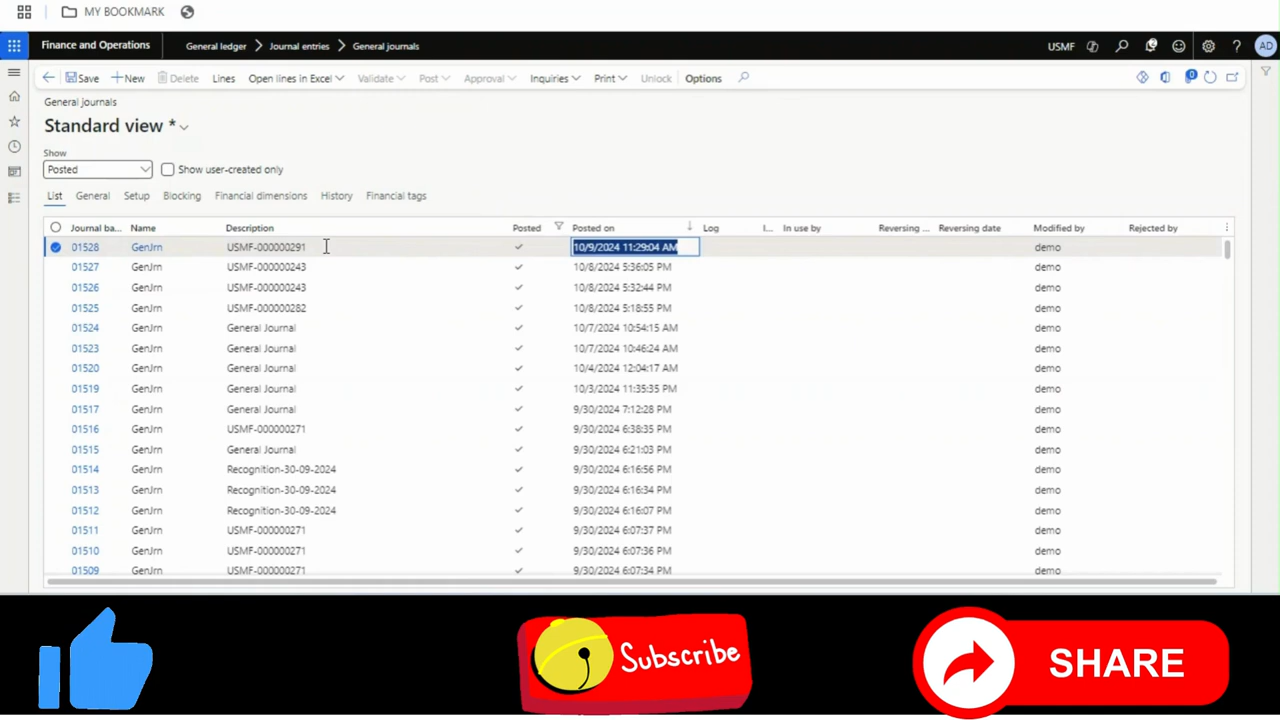 MY BOOKMARK
Finance and Operations General ledger Journal entries General journals USMF AD
Save New Delete Lines Open lines in Excel Validate Post Approval Inquiries Print Unlock Options 0
General journals
Standard view *
Show
Posted Show user-created only
List General Setup Blocking Financial dimensions History Financial tags
Journal ba... Name Description Posted Posted on Log I... In use by Reversing ... Reversing date Modified by Rejected by
01528 GenJrn USMF-000000291 10/9/2024 11:29:04 AM demo
01527 GenJrn USMF-000000243 10/8/2024 5:36:05 PM demo
01526 GenJrn USMF-000000243 10/8/2024 5:32:44 PM demo
01525 GenJrn USMF-000000282 10/8/2024 5:18:55 PM demo
01524 GenJrn General Journal 10/7/2024 10:54:15 AM demo
01523 GenJrn General Journal 10/7/2024 10:46:24 AM demo
01520 GenJrn General Journal 10/4/2024 12:04:17 AM demo
01519 GenJrn General Journal 10/3/2024 11:35:35 PM demo
01517 GenJrn General Journal 9/30/2024 7:12:28 PM demo
01516 GenJrn USMF-000000271 9/30/2024 6:38:35 PM demo
01515 GenJrn General Journal 9/30/2024 6:21:03 PM demo
01514 GenJrn Recognition-30-09-2024 9/30/2024 6:16:56 PM demo
01513 GenJrn Recognition-30-09-2024 9/30/2024 6:16:34 PM demo
01512 GenJrn Recognition-30-09-2024 9/30/2024 6:16:07 PM demo
01511 GenJrn USMF-000000271 9/30/2024 6:07:37 PM demo
01510 GenJrn USMF-000000271 9/30/2024 6:07:36 PM demo
01509 GenJrn USMF-000000271 9/30/2024 6:07:34 PM demo
Subscribe
SHARE